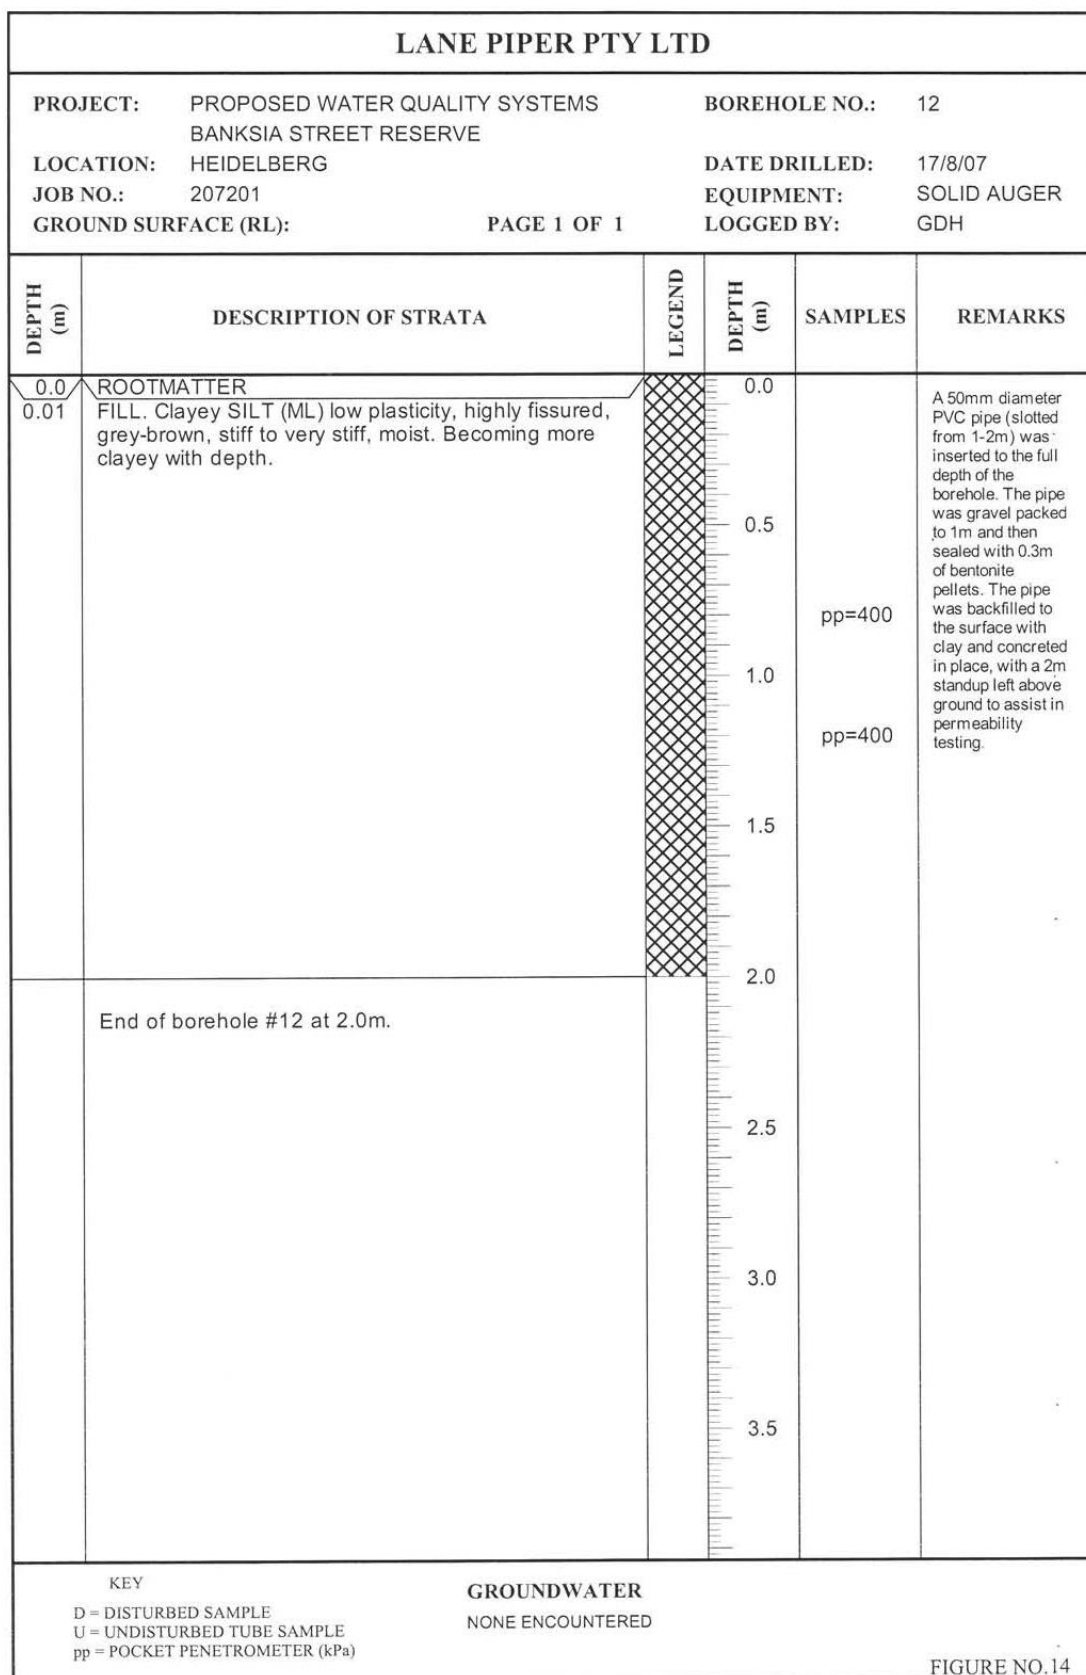 LANE PIPER PTY LTD
PROJECT: PROPOSED WATER QUALITY SYSTEMS
BANKSIA STREET RESERVE
BOREHOLE NO.: 12
LOCATION: HEIDELBERG
DATE DRILLED: 17/8/07
JOB NO.: 207201
EQUIPMENT: SOLID AUGER
GROUND SURFACE (RL): PAGE 1 OF 1
LOGGED BY: GDH
DEPTH (m)
DESCRIPTION OF STRATA
LEGEND
DEPTH (m)
SAMPLES
REMARKS
0.0 ROOTMATTER
0.01 FILL. Clayey SILT (ML) low plasticity, highly fissured,
grey-brown, stiff to very stiff, moist. Becoming more
clayey with depth.
End of borehole #12 at 2.0m.
0.0
0.5
1.0
1.5
2.0
2.5
3.0
3.5
pp=400
pp=400
A 50mm diameter
PVC pipe (slotted
from 1-2m) was
inserted to the full
depth of the
borehole. The pipe
was gravel packed
to 1m and then
sealed with 0.3m
of bentonite
pellets. The pipe
was backfilled to
the surface with
clay and concreted
in place, with a 2m
standup left above
ground to assist in
permeability
testing.
KEY
D = DISTURBED SAMPLE
U = UNDISTURBED TUBE SAMPLE
pp = POCKET PENETROMETER (kPa)
GROUNDWATER
NONE ENCOUNTERED
FIGURE NO.14